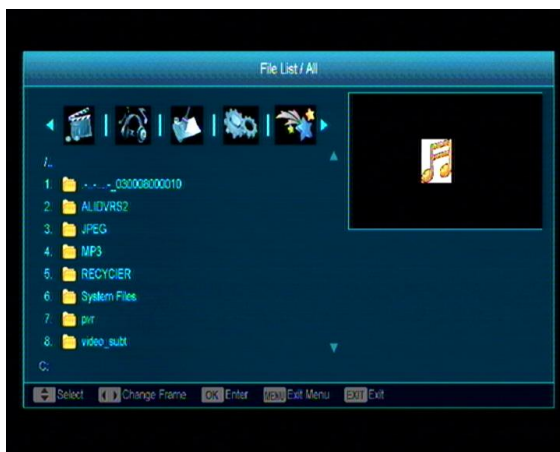 File List / All
/..
1. -.-...-_030008000010
2. ALIDVRS2
3. JPEG
4. MP3
5. RECYCIER
6. System Files
7. pvr
8. video_subt
C:
Select Change Frame OK Enter MENU Exit Menu EXIT Exit